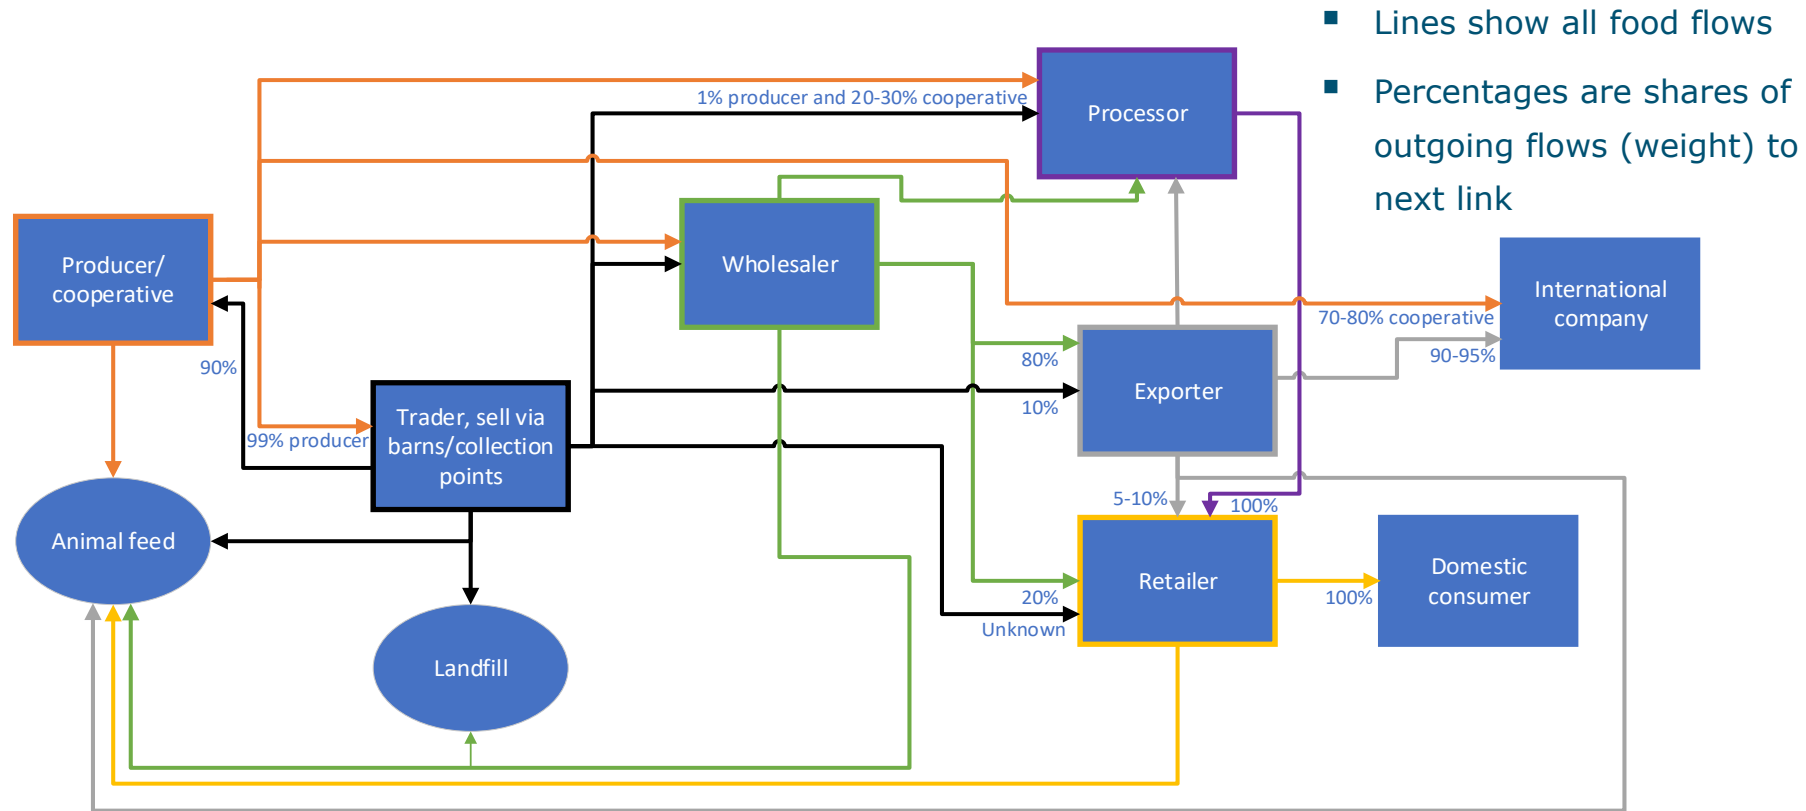 ▪ Lines show all food flows
▪ Percentages are shares of
outgoing flows (weight) to
next link
1% producer and 20-30% cooperative
Processor
Producer/
cooperative
Wholesaler
International
company
70-80% cooperative
90-95%
80%
90%
Exporter
10%
Trader, sell via
barns/collection
points
99% producer
5-10%
100%
Animal feed
Retailer
Domestic
consumer
20%
100%
Unknown
Landfill